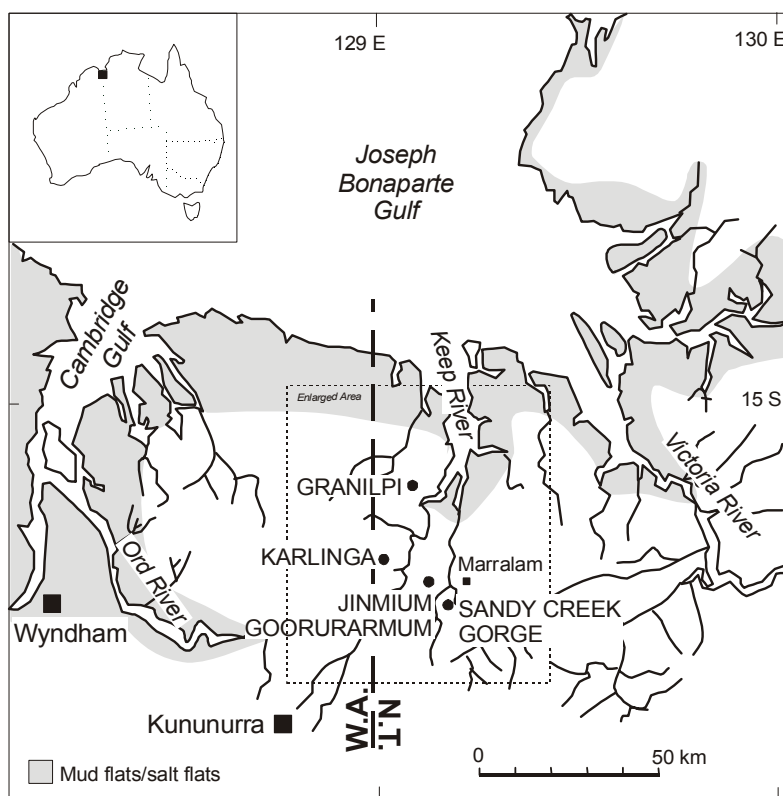 129 E
130 E
Joseph
Bonaparte
Gulf
Cambridge
Gulf
Keep River
Enlarged Area
15 S
Victoria River
GRANILPI
Ord River
KARLINGA
Marralam
JINMIUM
SANDY CREEK
GORGE
GOORURARMUM
Wyndham
Kununurra
W.A.
N.T.
0
50 km
Mud flats/salt flats